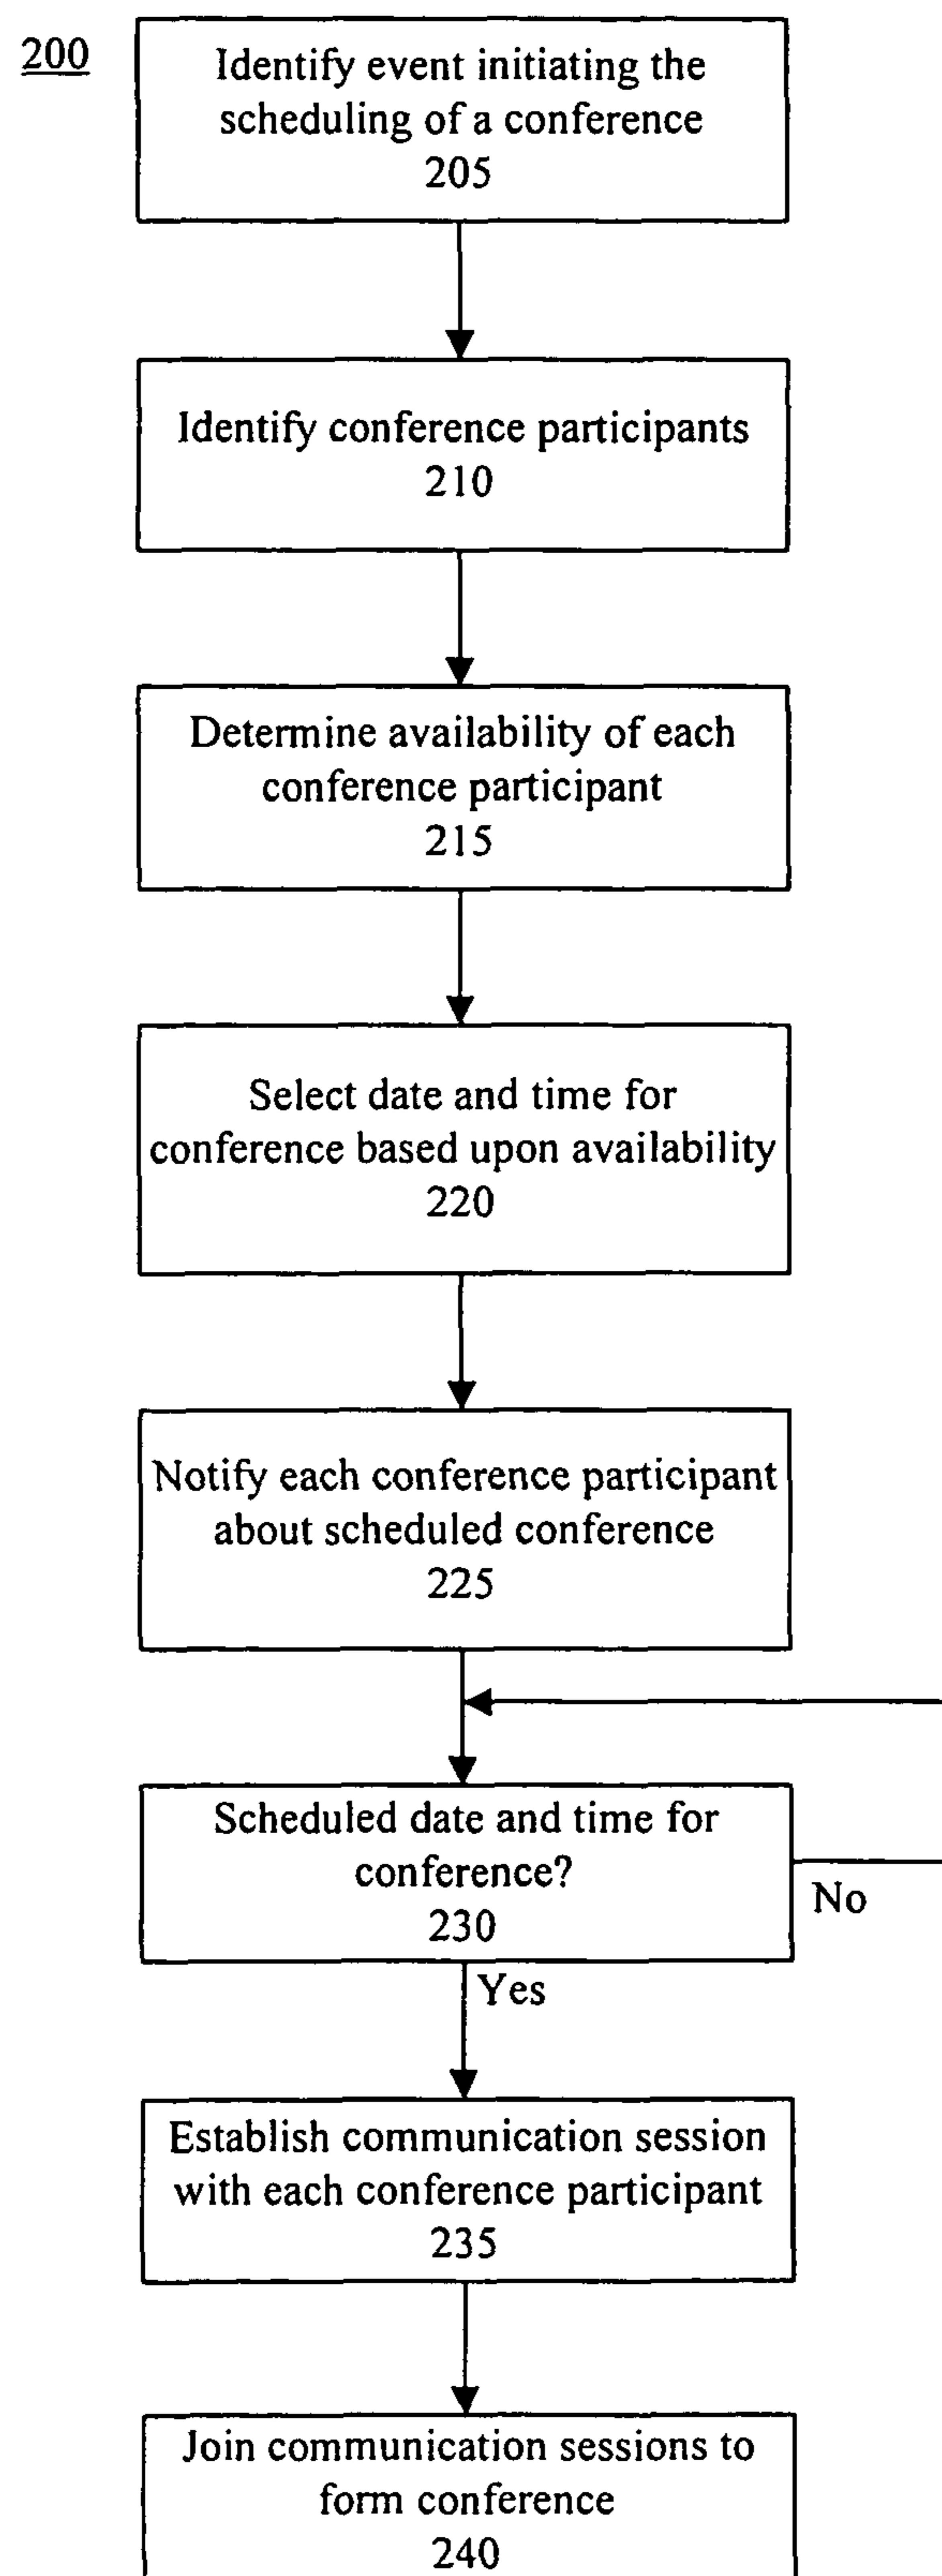 200
Identify event initiating the
scheduling of a conference
205
Identify conference participants
210
Determine availability of each
conference participant
215
Select date and time for
conference based upon availability
220
Notify each conference participant
about scheduled conference
225
Scheduled date and time for
conference?
230
No
Yes
Establish communication session
with each conference participant
235
Join communication sessions to
form conference
240